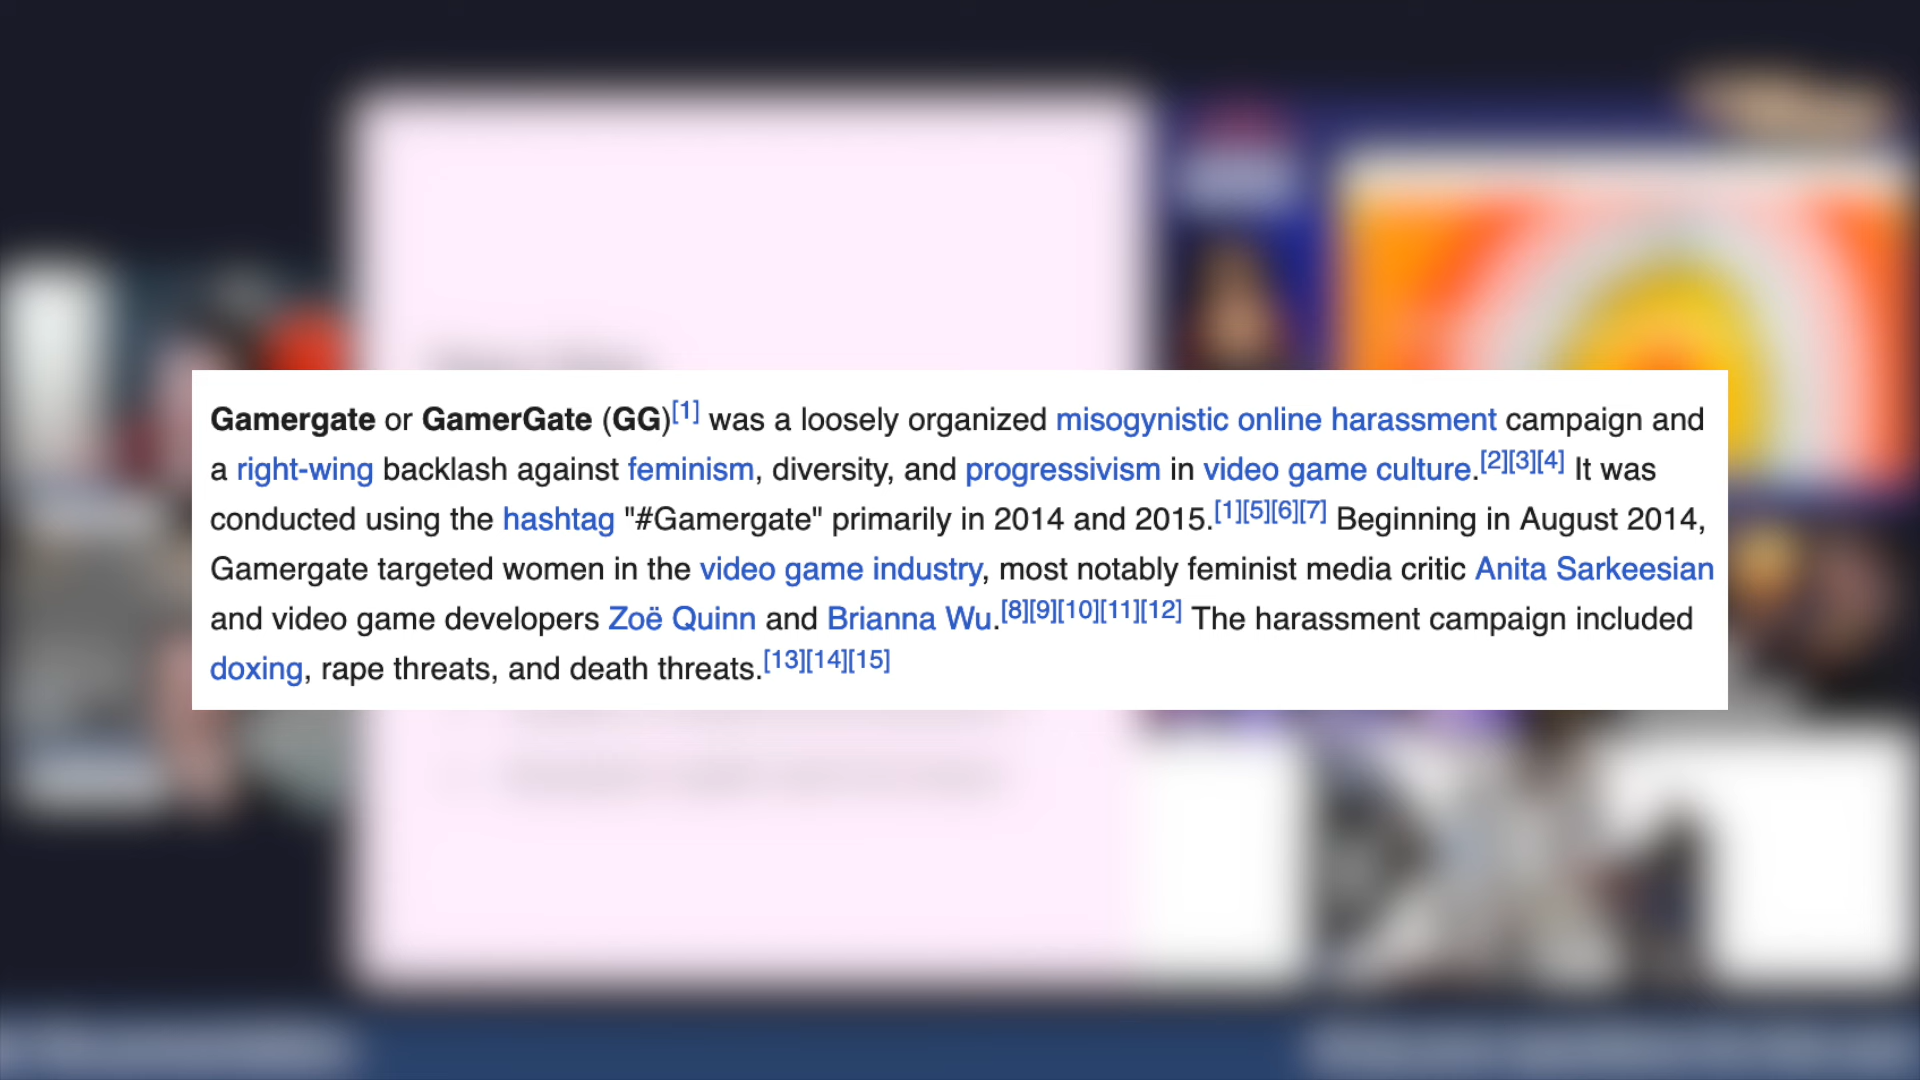 Gamergate or GamerGate (GG)[1] was a loosely organized misogynistic online harassment campaign and
a right-wing backlash against feminism, diversity, and progressivism in video game culture.[2][3][4] It was
conducted using the hashtag "#Gamergate" primarily in 2014 and 2015.[1][5][6][7] Beginning in August 2014,
Gamergate targeted women in the video game industry, most notably feminist media critic Anita Sarkeesian
and video game developers Zoë Quinn and Brianna Wu.[8][9][10][11][12] The harassment campaign included
doxing, rape threats, and death threats.[13][14][15]